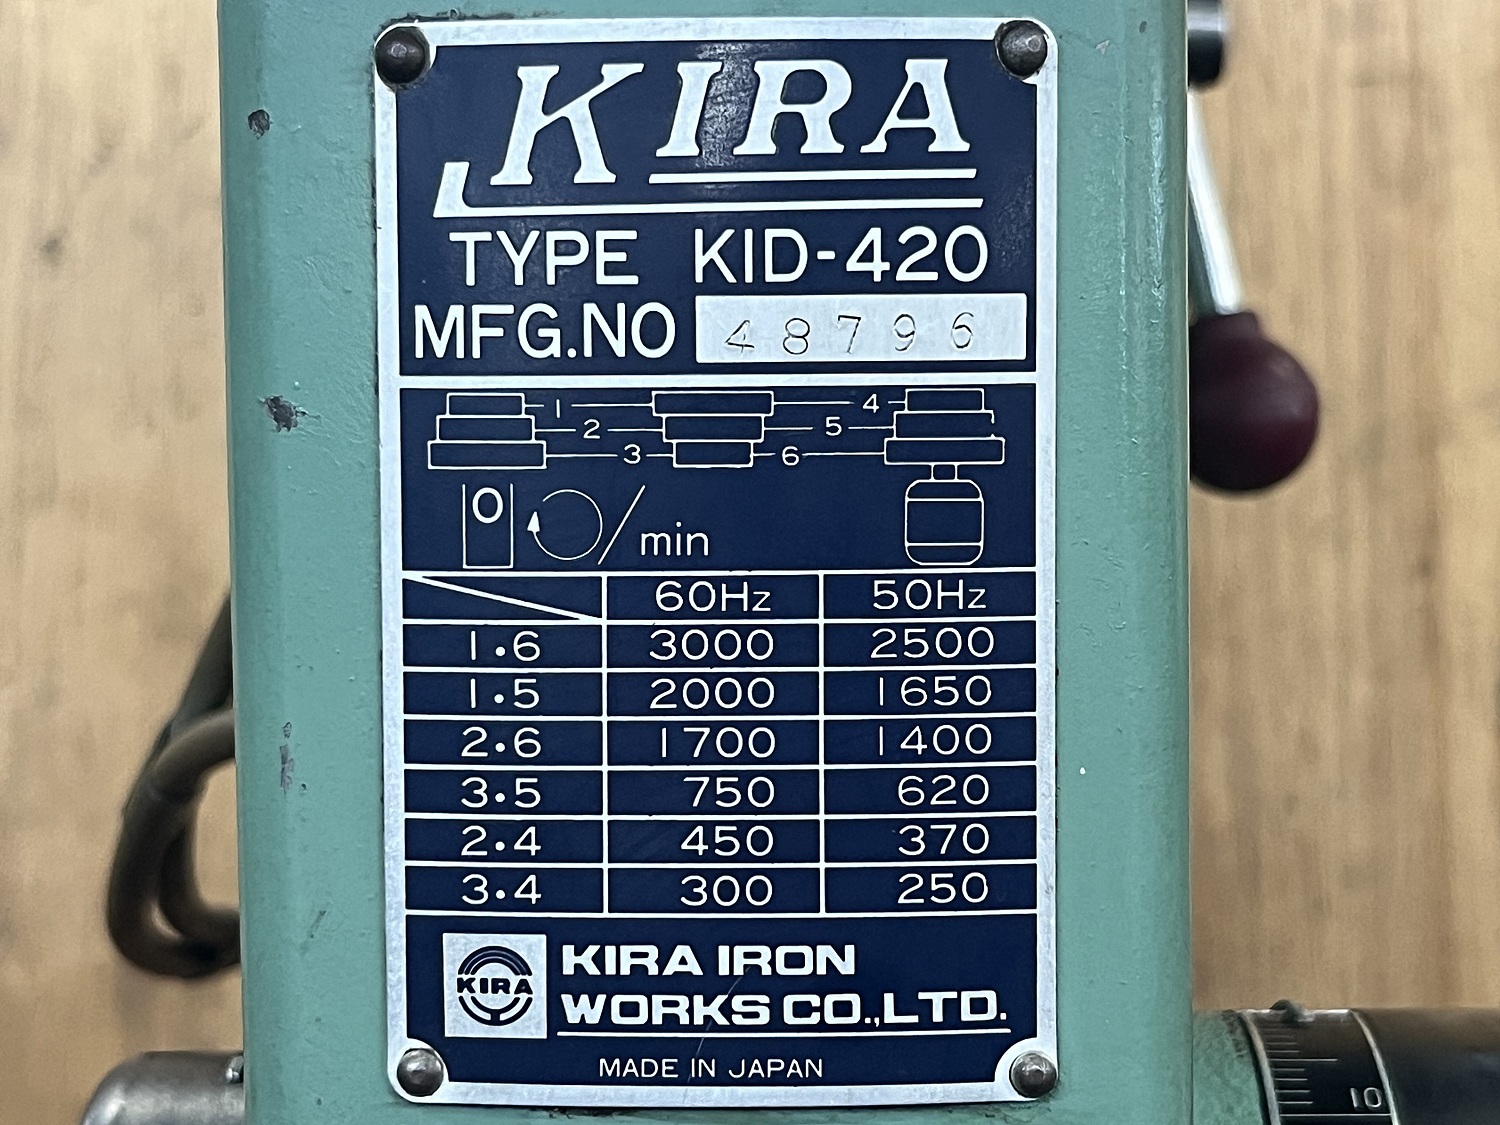 KIRA
TYPE KID-420
MFG.NO 48796
1 4
2 5
3 6
O /min
60Hz 50Hz
1•6 3000 2500
1•5 2000 1650
2•6 1700 1400
3•5 750 620
2•4 450 370
3•4 300 250
KIRA KIRA IRON
WORKS CO.,LTD.
MADE IN JAPAN
10